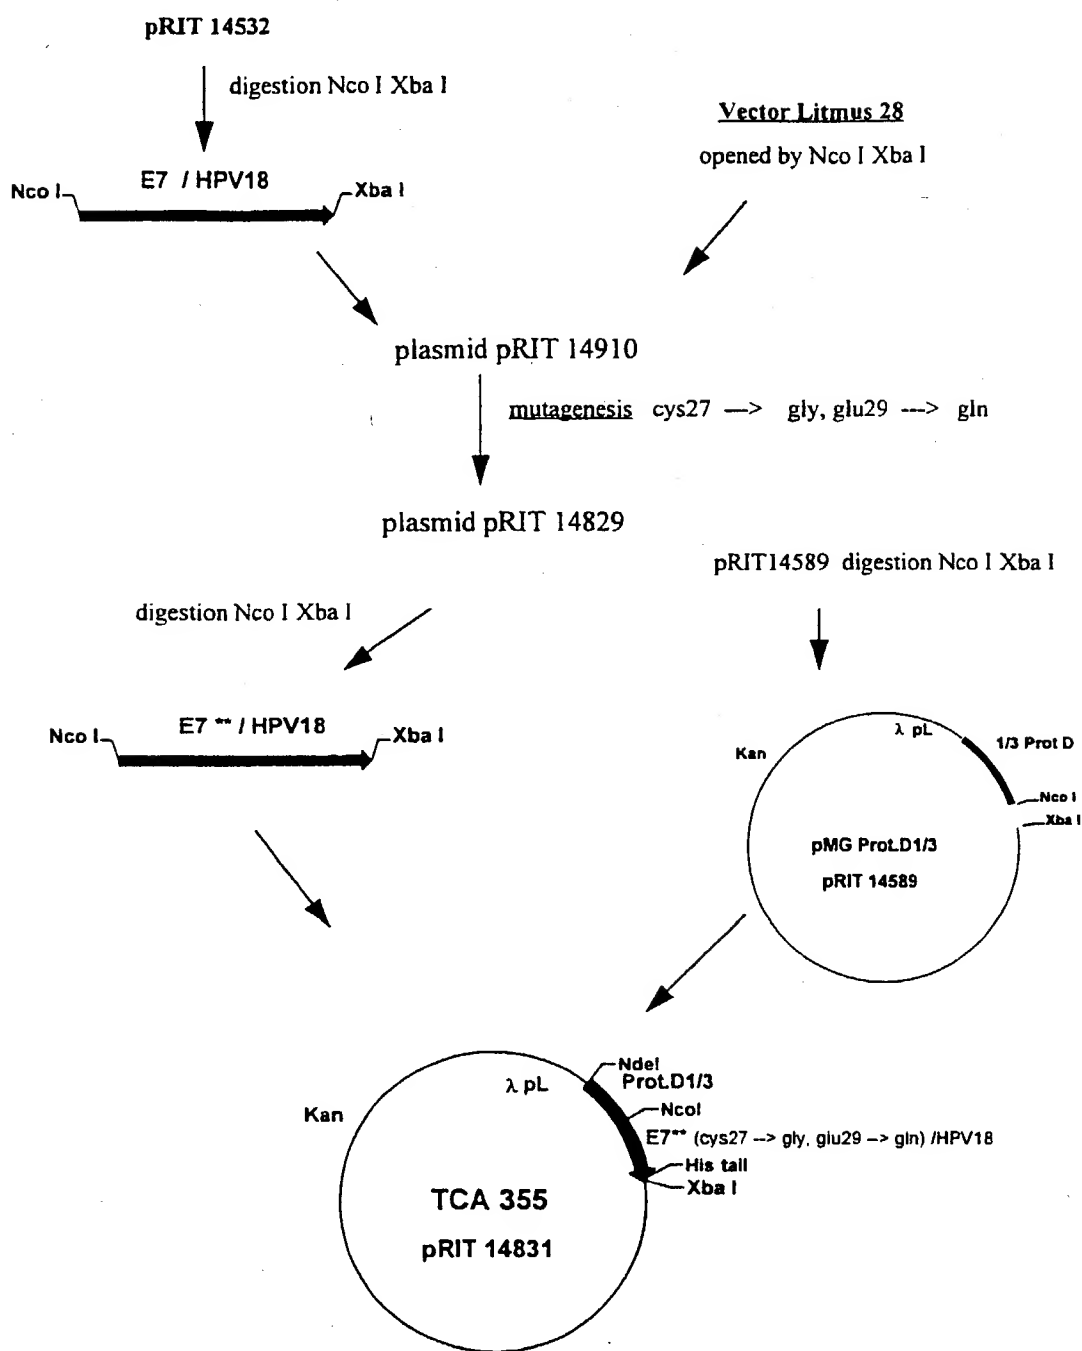 pRIT 14532
digestion Nco I Xba I
Vector Litmus 28
opened by Nco I Xba I
E7 / HPV18
Nco I
Xba I
plasmid pRIT 14910
mutagenesis cys27 —> gly, glu29 ---> gln
plasmid pRIT 14829
pRIT14589 digestion Nco I Xba I
digestion Nco I Xba I
E7 ** / HPV18
Nco I
Xba I
λ pL
1/3 Prot D
Kan
Nco I
Xba I
pMG Prot.D1/3
pRIT 14589
NdeI
λ pL
Prot.D1/3
Kan
NcoI
E7** (cys27 --> gly, glu29 --> gln) /HPV18
His tail
Xba I
TCA 355
pRIT 14831